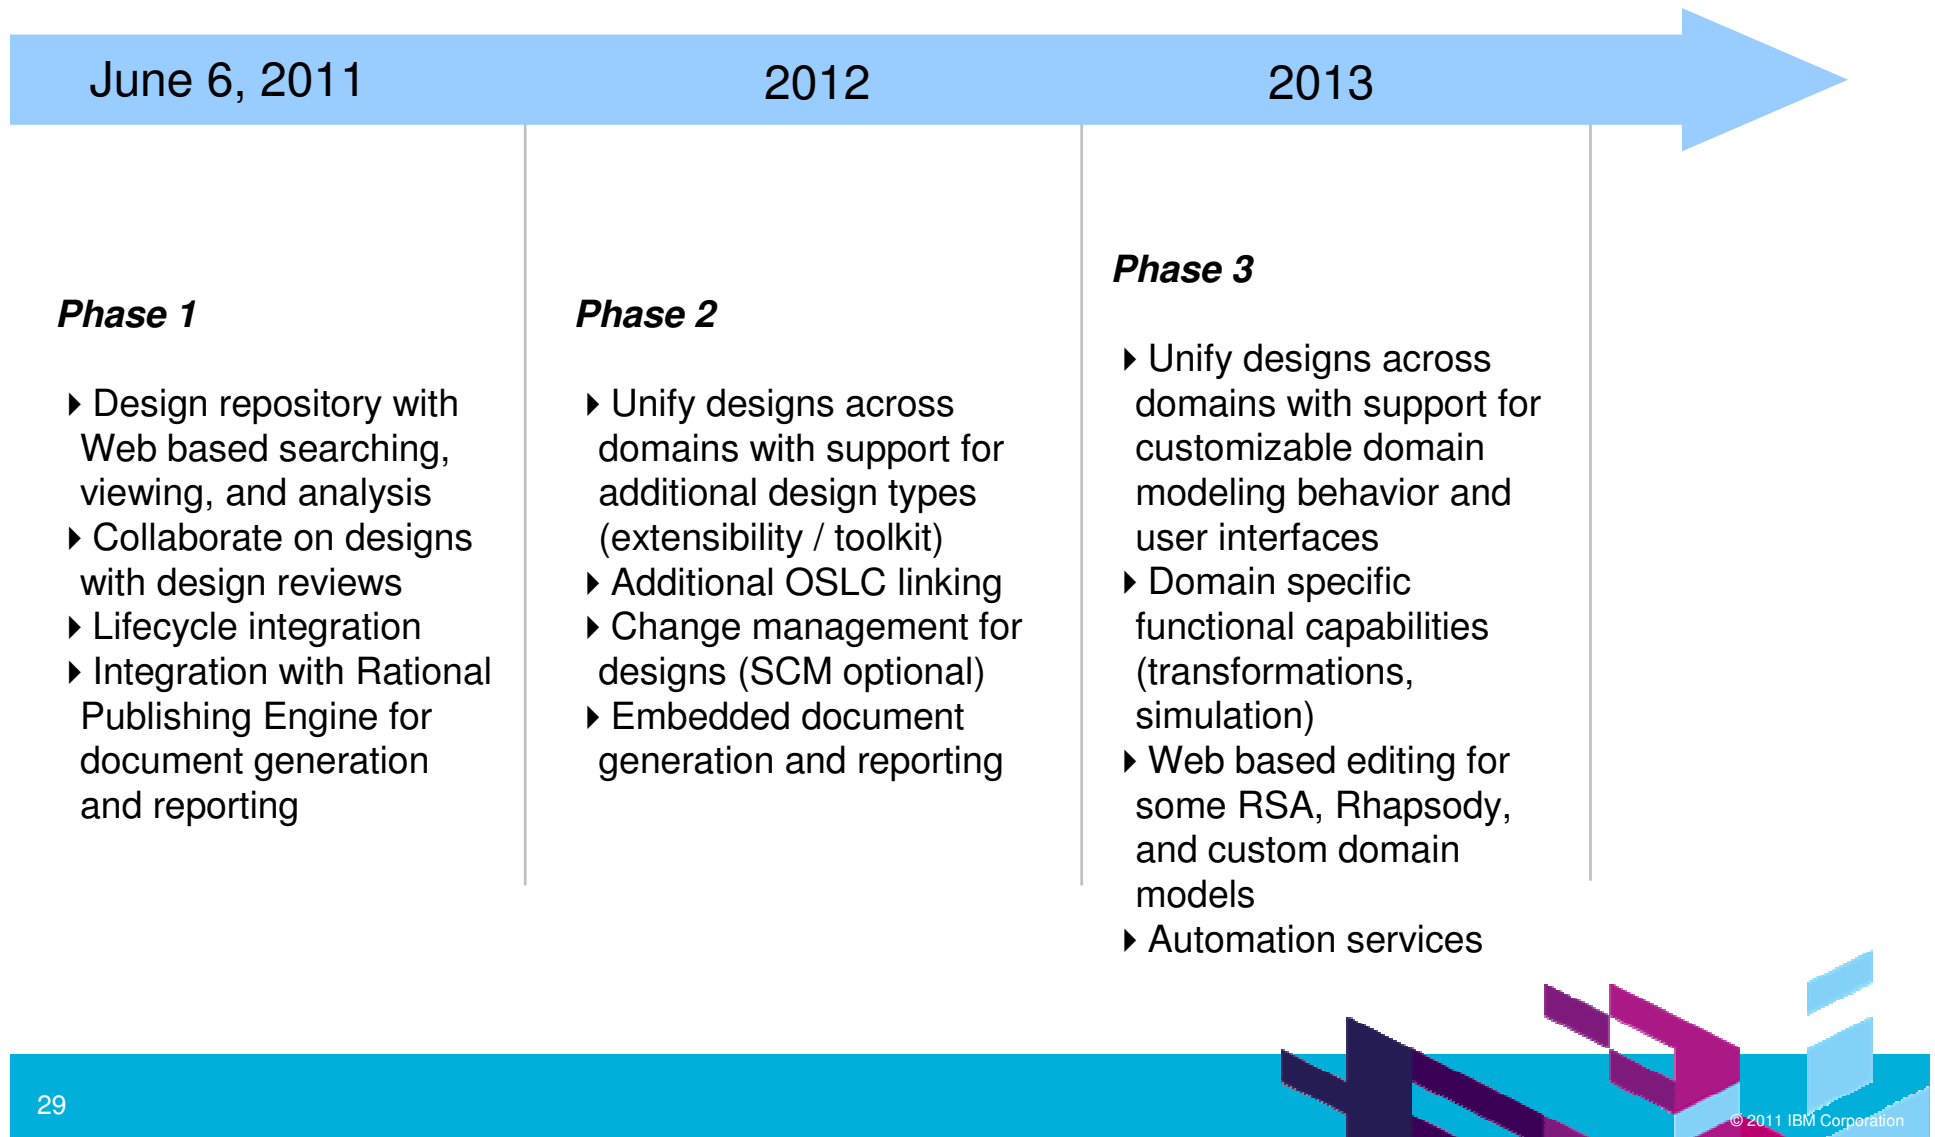 June 6, 2011
2012
2013
Phase 1
Design repository with
Web based searching,
viewing, and analysis
Collaborate on designs
with design reviews
Lifecycle integration
Integration with Rational
Publishing Engine for
document generation
and reporting
Phase 2
Unify designs across
domains with support for
additional design types
(extensibility / toolkit)
Additional OSLC linking
Change management for
designs (SCM optional)
Embedded document
generation and reporting
Phase 3
Unify designs across
domains with support for
customizable domain
modeling behavior and
user interfaces
Domain specific
functional capabilities
(transformations,
simulation)
Web based editing for
some RSA, Rhapsody,
and custom domain
models
Automation services
29
© 2011 IBM Corporation